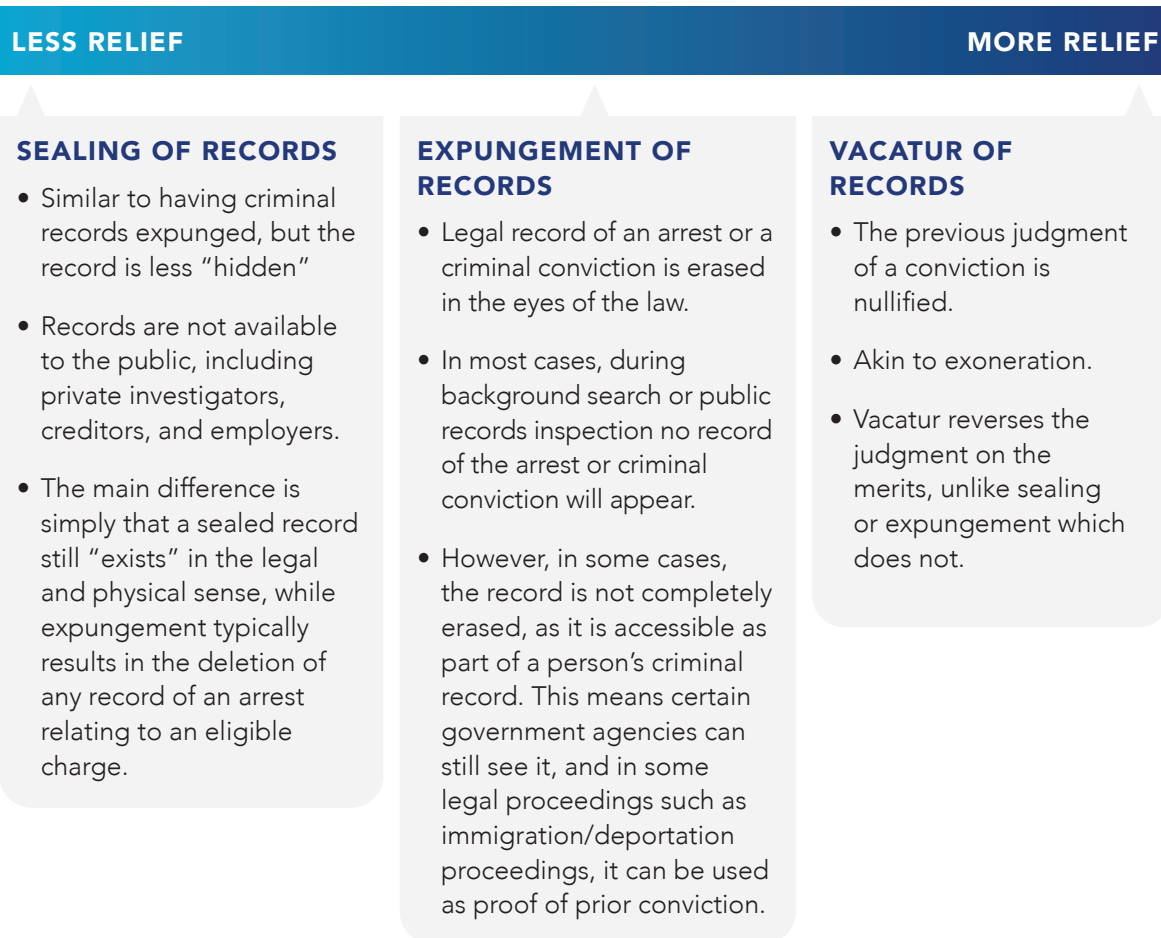 LESS RELIEF
MORE RELIEF
SEALING OF RECORDS
• Similar to having criminal
records expunged, but the
record is less “hidden”
• Records are not available
to the public, including
private investigators,
creditors, and employers.
• The main difference is
simply that a sealed record
still “exists” in the legal
and physical sense, while
expungement typically
results in the deletion of
any record of an arrest
relating to an eligible
charge.
EXPUNGEMENT OF
RECORDS
• Legal record of an arrest or a
criminal conviction is erased
in the eyes of the law.
• In most cases, during
background search or public
records inspection no record
of the arrest or criminal
conviction will appear.
• However, in some cases,
the record is not completely
erased, as it is accessible as
part of a person’s criminal
record. This means certain
government agencies can
still see it, and in some
legal proceedings such as
immigration/deportation
proceedings, it can be used
as proof of prior conviction.
VACATUR OF
RECORDS
• The previous judgment
of a conviction is
nullified.
• Akin to exoneration.
• Vacatur reverses the
judgment on the
merits, unlike sealing
or expungement which
does not.